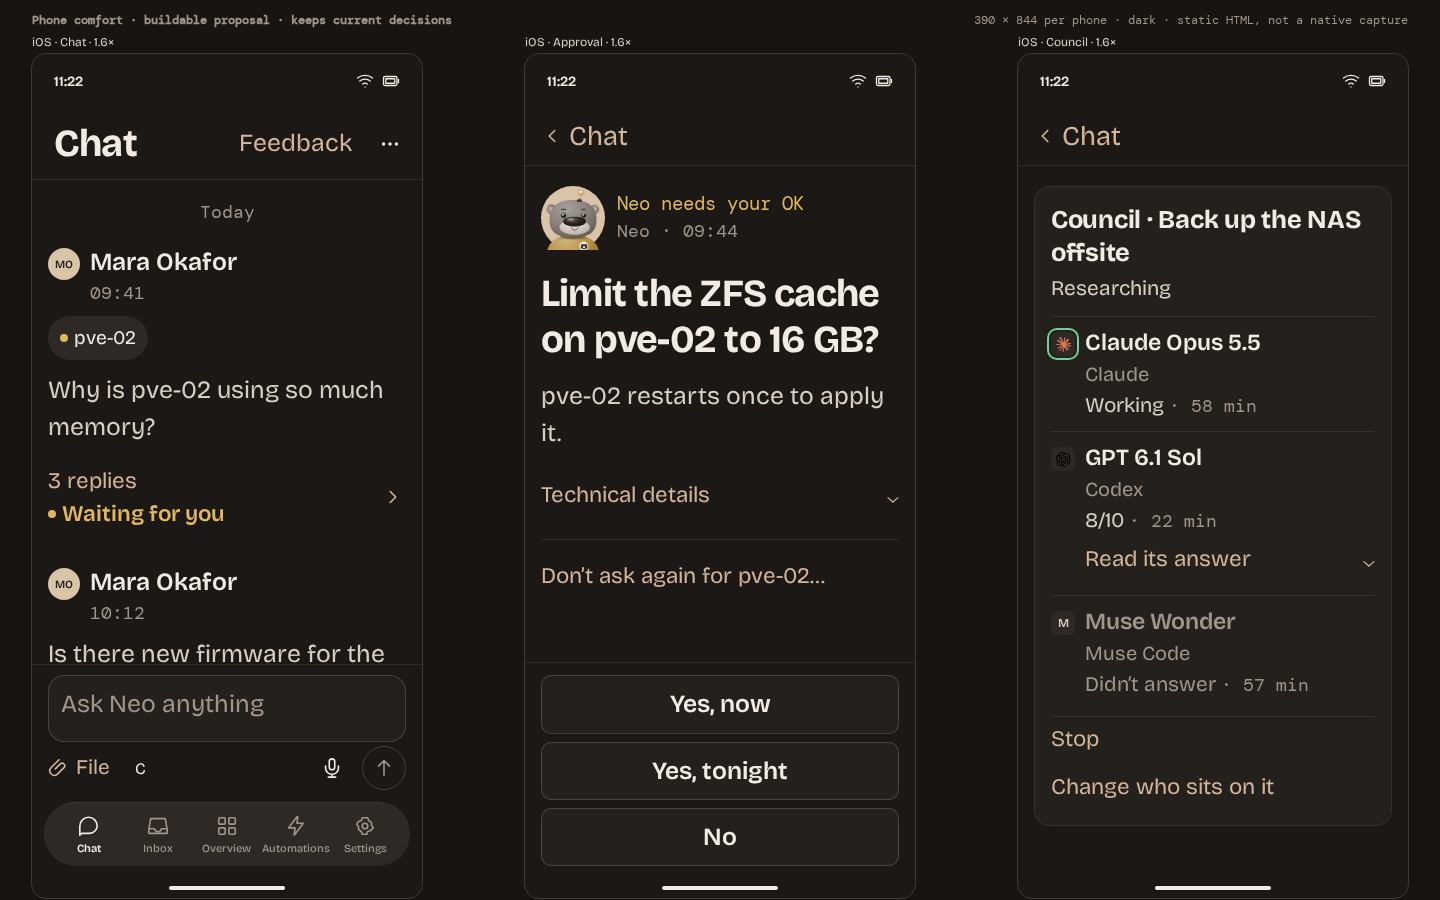 Phone comfort · buildable proposal · keeps current decisions
390 × 844 per phone · dark · static HTML, not a native capture
iOS · Chat · 1.6×
11:22
Chat
Feedback
Today
MO
Mara Okafor
09:41
pve-02
Why is pve-02 using so much
memory?
3 replies
Waiting for you
MO
Mara Okafor
10:12
Is there new firmware for the
Ask Neo anything
File
C
Chat
Inbox
Overview
Automations
Settings
iOS · Approval · 1.6×
11:22
Chat
Neo needs your OK
Neo · 09:44
Limit the ZFS cache
on pve-02 to 16 GB?
pve-02 restarts once to apply
it.
Technical details
Don't ask again for pve-02…
Yes, now
Yes, tonight
No
iOS · Council · 1.6×
11:22
Chat
Council · Back up the NAS
offsite
Researching
Claude Opus 5.5
Claude
Working · 58 min
GPT 6.1 Sol
Codex
8/10 · 22 min
Read its answer
M
Muse Wonder
Muse Code
Didn't answer · 57 min
Stop
Change who sits on it